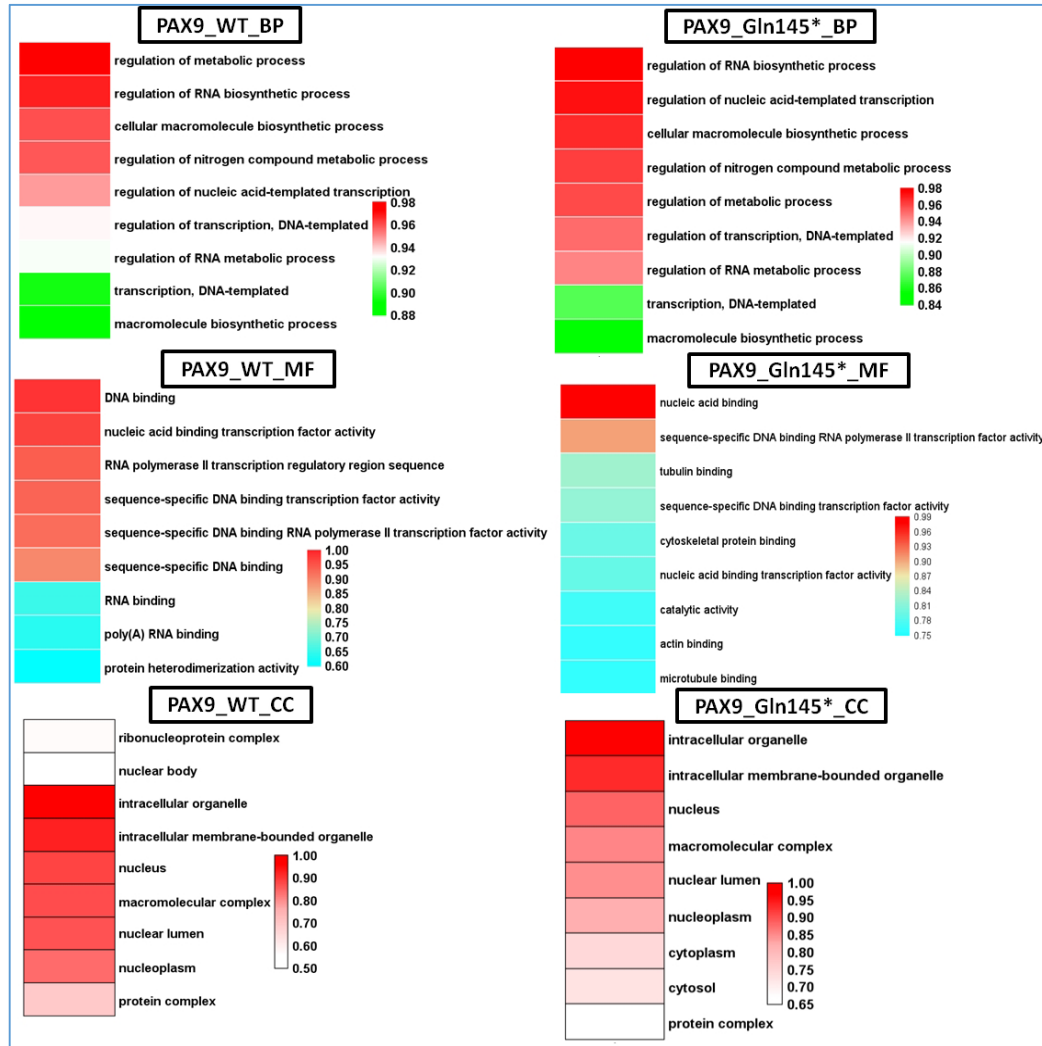 PAX9_WT_BP
regulation of metabolic process
regulation of RNA biosynthetic process
cellular macromolecule biosynthetic process
regulation of nitrogen compound metabolic process
regulation of nucleic acid-templated transcription
regulation of transcription, DNA-templated
regulation of RNA metabolic process
transcription, DNA-templated
macromolecule biosynthetic process
0.98
0.96
0.94
0.92
0.90
0.88
PAX9_Gln145*_BP
regulation of RNA biosynthetic process
regulation of nucleic acid-templated transcription
cellular macromolecule biosynthetic process
regulation of nitrogen compound metabolic process
regulation of metabolic process
regulation of transcription, DNA-templated
regulation of RNA metabolic process
transcription, DNA-templated
macromolecule biosynthetic process
0.98
0.96
0.94
0.92
0.88
0.86
0.84
PAX9_WT_MF
DNA binding
nucleic acid binding transcription factor activity
RNA polymerase II transcription regulatory region sequence
sequence-specific DNA binding transcription factor activity
sequence-specific DNA binding RNA polymerase II transcription factor activity
sequence-specific DNA binding
RNA binding
poly(A) RNA binding
protein heterodimerization activity
1.00
0.95
0.90
0.85
0.80
0.75
0.70
0.65
0.60
PAX9_Gln145*_MF
nucleic acid binding
sequence-specific DNA binding RNA polymerase II transcription factor activity
tubulin binding
sequence-specific DNA binding transcription factor activity
cytoskeletal protein binding
nucleic acid binding transcription factor activity
catalytic activity
actin binding
microtubule binding
0.99
0.96
0.93
0.90
0.87
0.84
0.81
0.78
0.75
PAX9_WT_CC
ribonucleoprotein complex
nuclear body
intracellular organelle
intracellular membrane-bounded organelle
nucleus
macromolecular complex
nuclear lumen
nucleoplasm
protein complex
1.00
0.90
0.80
0.70
0.60
0.50
PAX9_Gln145*_CC
intracellular organelle
intracellular membrane-bounded organelle
nucleus
macromolecular complex
nuclear lumen
nucleoplasm
cytoplasm
cytosol
protein complex
1.00
0.95
0.90
0.85
0.80
0.75
0.70
0.65